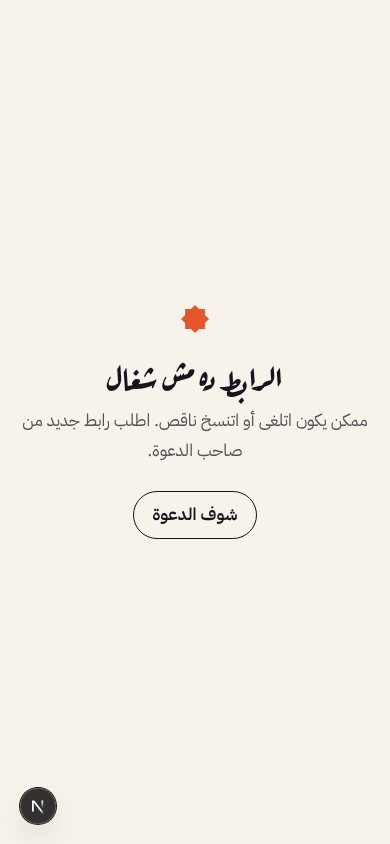 الرابط ده مش شغال
ممكن يكون اتلغى أو اتنسخ ناقص. اطلب رابط جديد من
صاحب الدعوة.
شوف الدعوة
N